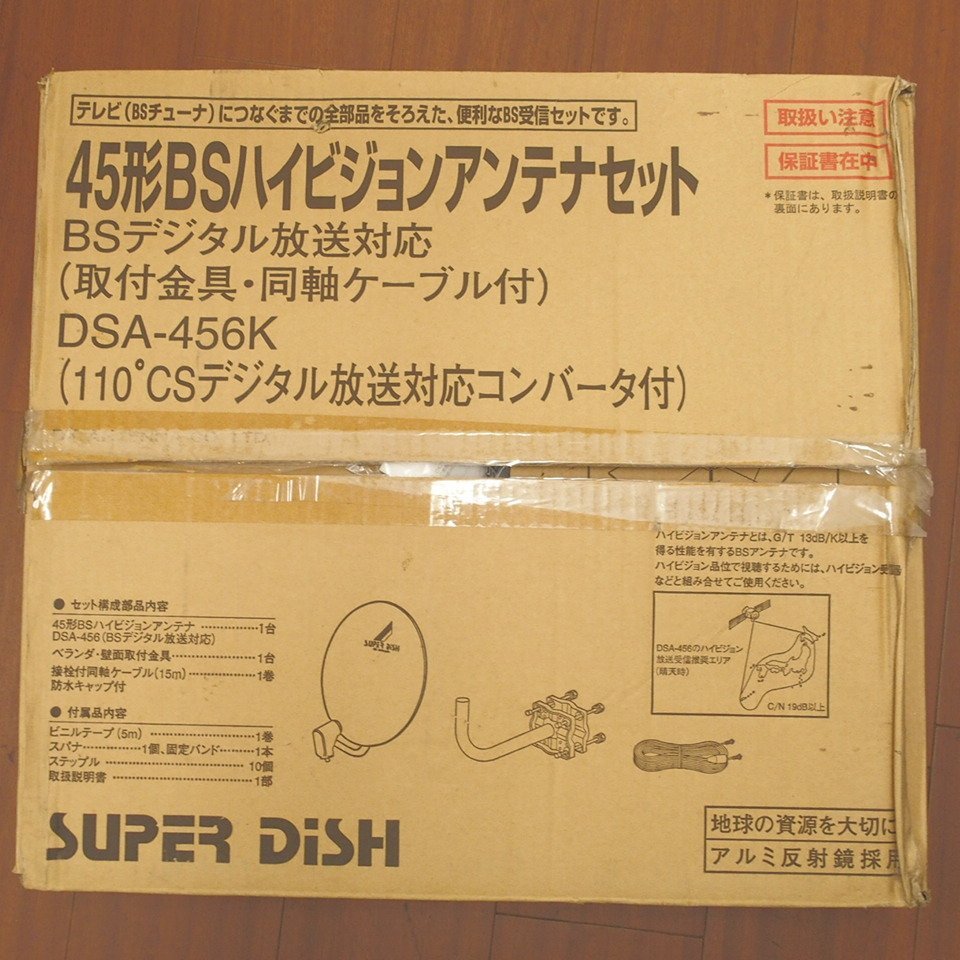 テレビ(BSチューナ)につなぐまでの全部品をそろえた、便利なBS受信セットです。
取扱い注意
保証書在中
*保証書は、取扱説明書の
裏面にあります。
45形BSハイビジョンアンテナセット
BSデジタル放送対応
(取付金具・同軸ケーブル付)
DSA-456K
(110°CSデジタル放送対応コンバータ付)
ハイビジョンアンテナとは、G/T 13dB/K以上を
得る性能を有するBSアンテナです。
ハイビジョン品位で視聴するためには、ハイビジョン受
などと組み合せてご使用ください。
DSA-456のハイビジョン
放送受信推奨エリア
(晴天時)
C/N 19dB以上
● セット構成部品内容
45形BSハイビジョンアンテナ ……………1台
DSA-456(BSデジタル放送対応)
ベランダ・壁面取付金具……………………1台
接栓付同軸ケーブル(15m)………………1巻
防水キャップ付
● 付属品内容
ビニルテープ(5m)…………………………1巻
スパナ…………1個、固定バンド………1本
ステップル……………………………………10個
取扱説明書……………………………………1部
SUPER DiSH
SUPER DiSH
地球の資源を大切に
アルミ反射鏡採用